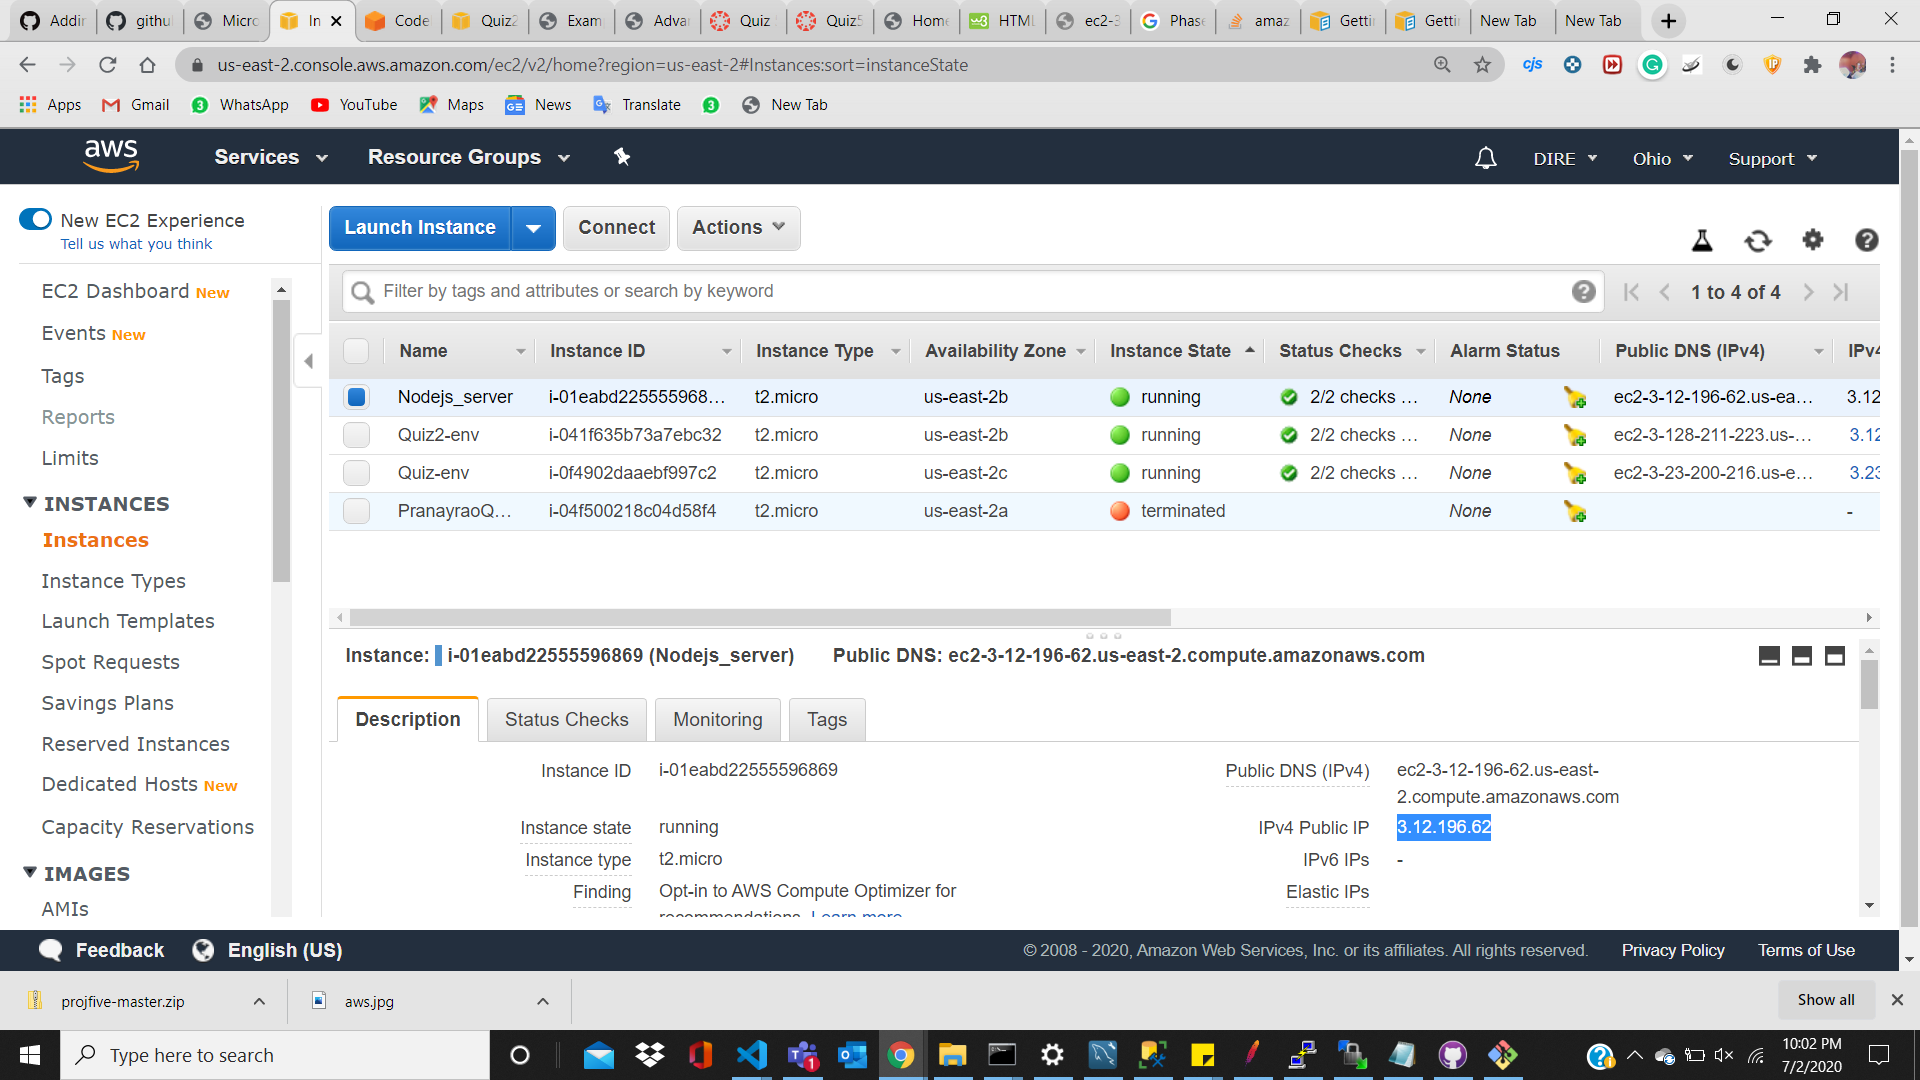 Addir
githu
Micro
In
Code
Quiz2
Exam
Advar
Quiz
Quiz5
Home
HTML
ec2-3
Phase
amaz
Gettir
Gettir
New Tab
New Tab
us-east-2.console.aws.amazon.com/ec2/v2/home?region=us-east-2#Instances:sort=instanceState
cjs
Apps
Gmail
WhatsApp
YouTube
Maps
News
Translate
New Tab
aws
Services
Resource Groups
DIRE
Ohio
Support
New EC2 Experience
Tell us what you think
EC2 Dashboard New
Events New
Tags
Reports
Limits
INSTANCES
Instances
Instance Types
Launch Templates
Spot Requests
Savings Plans
Reserved Instances
Dedicated Hosts New
Capacity Reservations
IMAGES
AMIs
Launch Instance
Connect
Actions
Filter by tags and attributes or search by keyword
1 to 4 of 4
Name Instance ID Instance Type Availability Zone Instance State Status Checks Alarm Status Public DNS (IPv4) IPv4
Nodejs_server i-01eabd225555968... t2.micro us-east-2b running 2/2 checks ... None ec2-3-12-196-62.us-ea... 3.12
Quiz2-env i-041f635b73a7ebc32 t2.micro us-east-2b running 2/2 checks ... None ec2-3-128-211-223.us-... 3.12
Quiz-env i-0f4902daaebf997c2 t2.micro us-east-2c running 2/2 checks ... None ec2-3-23-200-216.us-e... 3.23
PranayraoQ... i-04f500218c04d58f4 t2.micro us-east-2a terminated None -
Instance: i-01eabd22555596869 (Nodejs_server) Public DNS: ec2-3-12-196-62.us-east-2.compute.amazonaws.com
Description
Status Checks
Monitoring
Tags
Instance ID i-01eabd22555596869
Instance state running
Instance type t2.micro
Finding Opt-in to AWS Compute Optimizer for
recommendations. Learn more
Public DNS (IPv4) ec2-3-12-196-62.us-east-
2.compute.amazonaws.com
IPv4 Public IP 3.12.196.62
IPv6 IPs -
Elastic IPs
Feedback
English (US)
© 2008 - 2020, Amazon Web Services, Inc. or its affiliates. All rights reserved.
Privacy Policy
Terms of Use
projfive-master.zip
aws.jpg
Show all
Type here to search
10:02 PM
7/2/2020